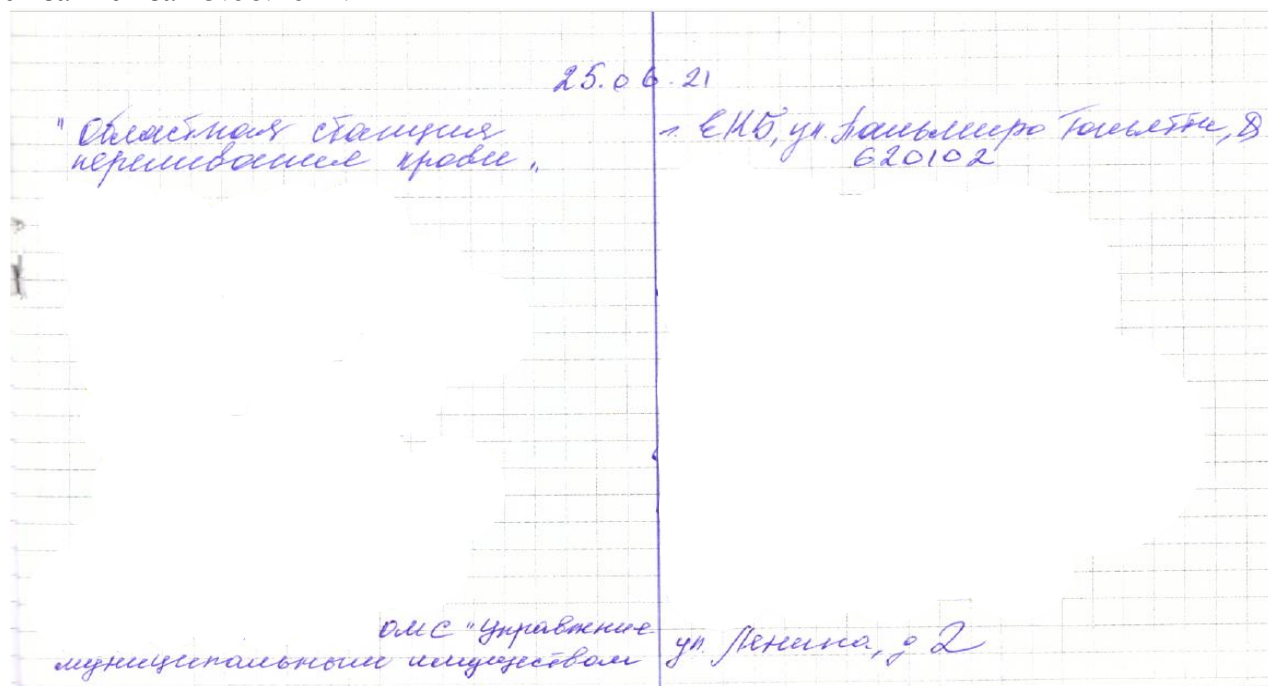 25.06.21
"Областная станция
переливания крови"
г. ЕКБ, ул. Пальмиро Тольятти, 8
620102
ОМС "Управление
муниципальным имуществом
ул. Ленина, д 2